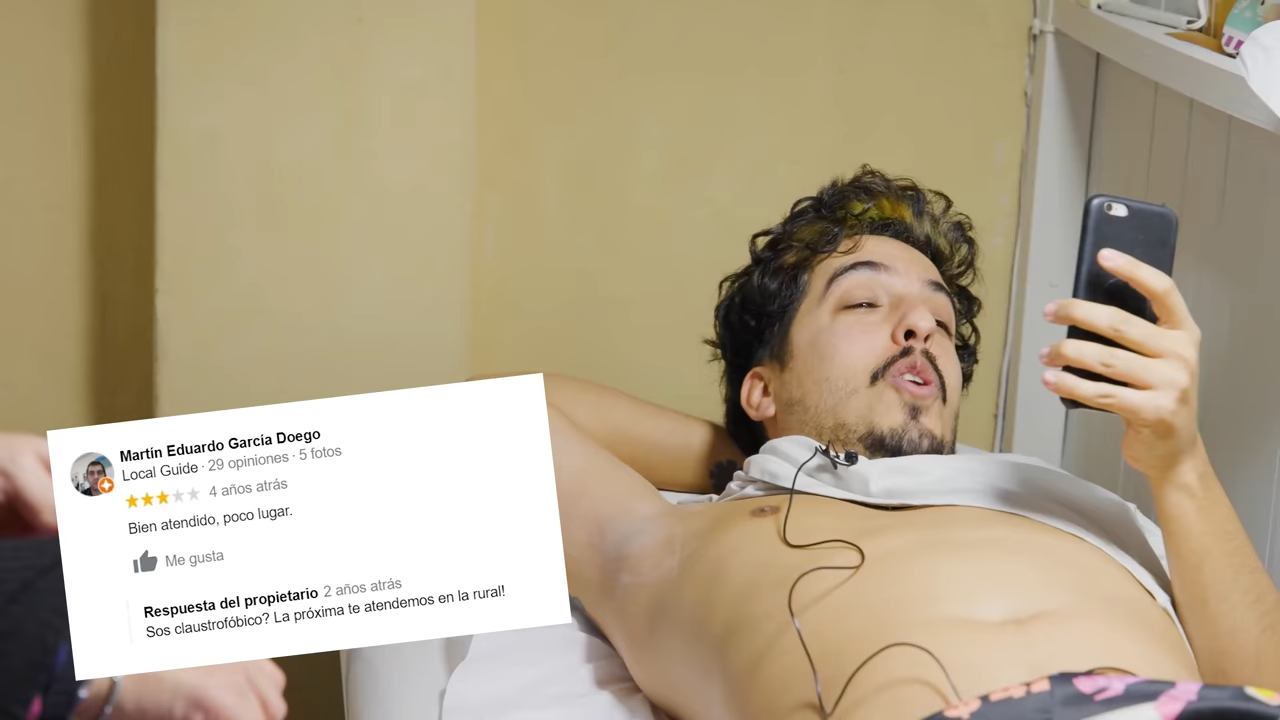 Martín Eduardo García Doego
Local Guide · 29 opiniones · 5 fotos
4 años atrás
Bien atendido, poco lugar.
Me gusta
Respuesta del propietario 2 años atrás
Sos claustrofóbico? La próxima te atendemos en la rural!